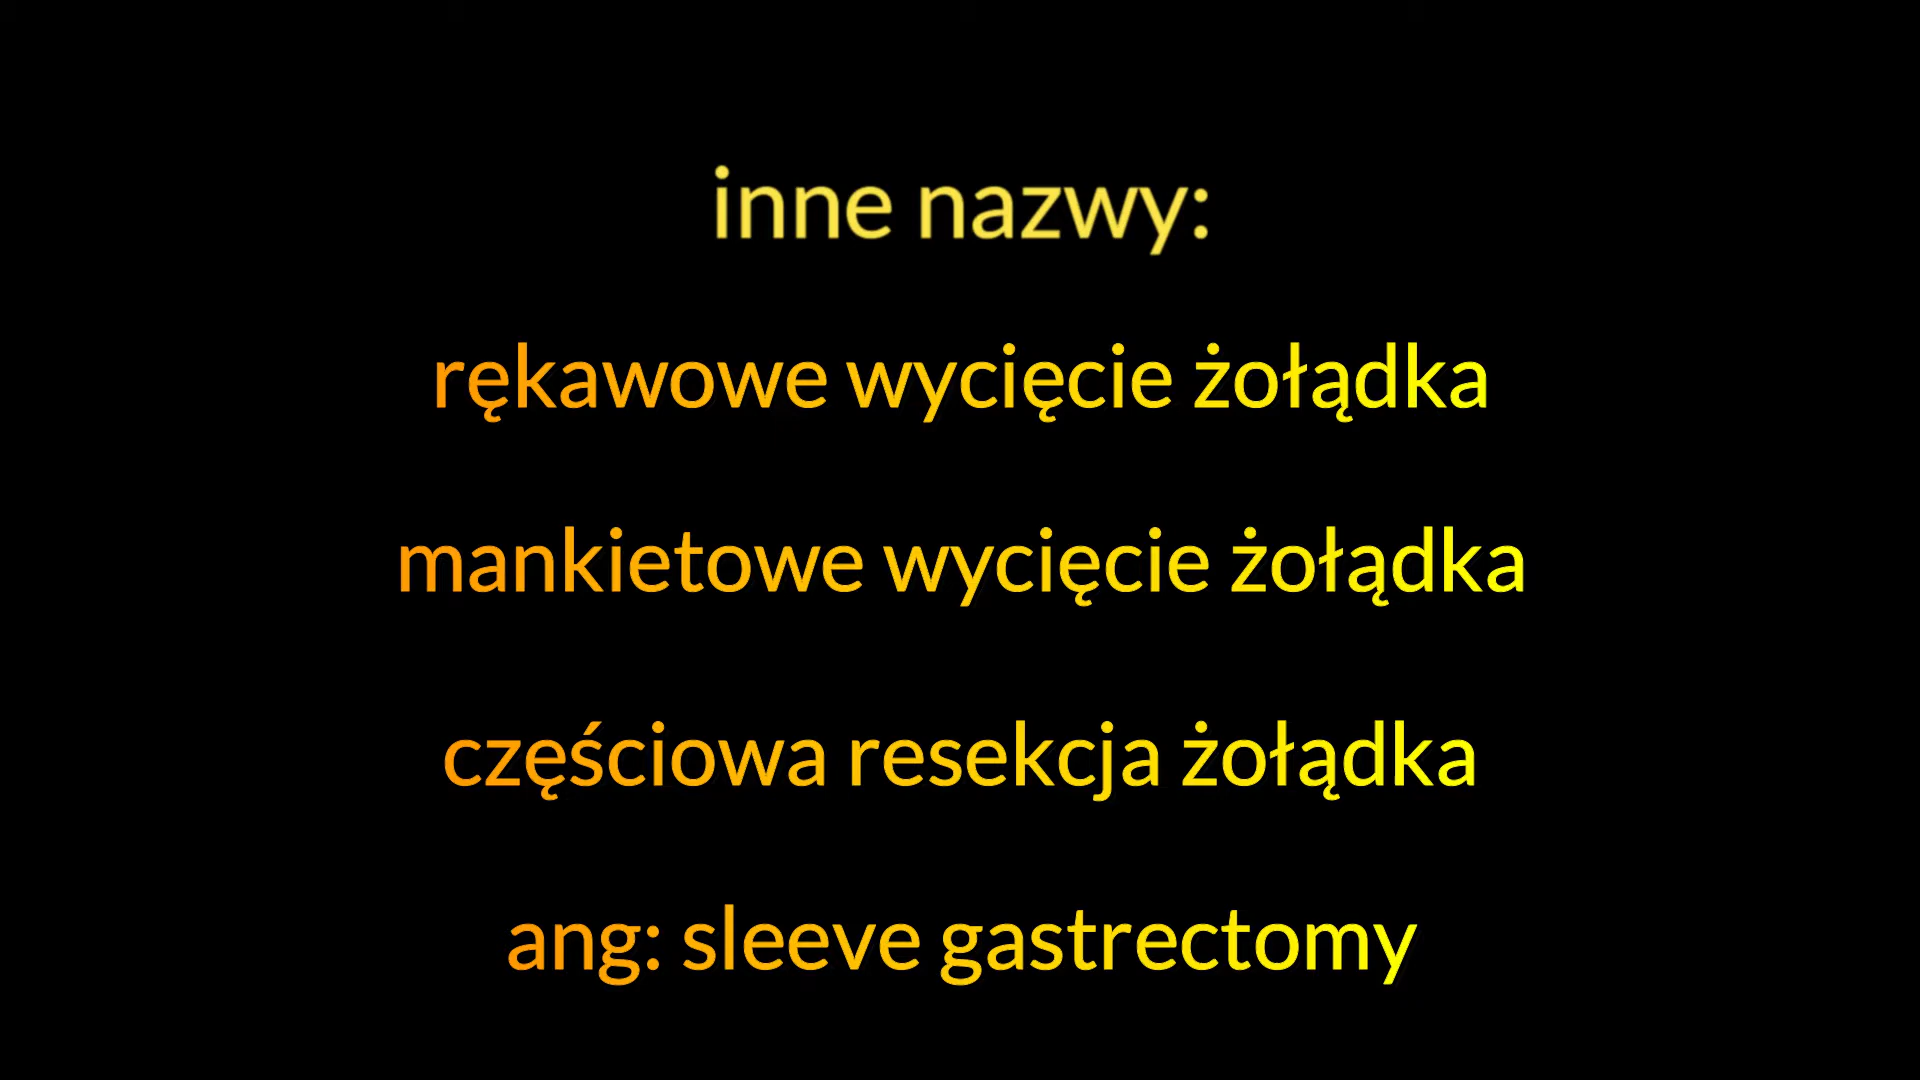 inne nazwy:
rękawowe wycięcie żołądka
mankietowe wycięcie żołądka
częściowa resekcja żołądka
ang: sleeve gastrectomy